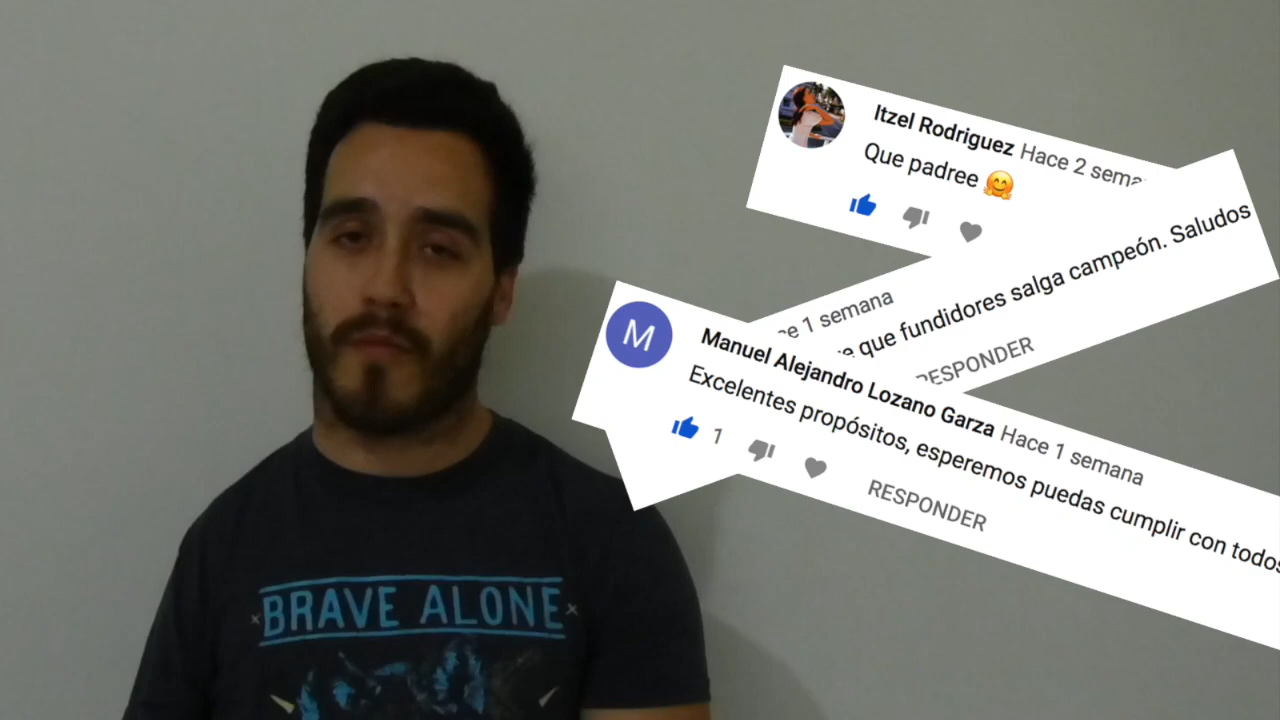 Itzel Rodriguez Hace 2 sema
Que padree 🤗
1 semana
que fundidores salga campeón. Saludos
RESPONDER
M
Manuel Alejandro Lozano Garza Hace 1 semana
Excelentes propósitos, esperemos puedas cumplir con todos
1
RESPONDER
BRAVE ALONE